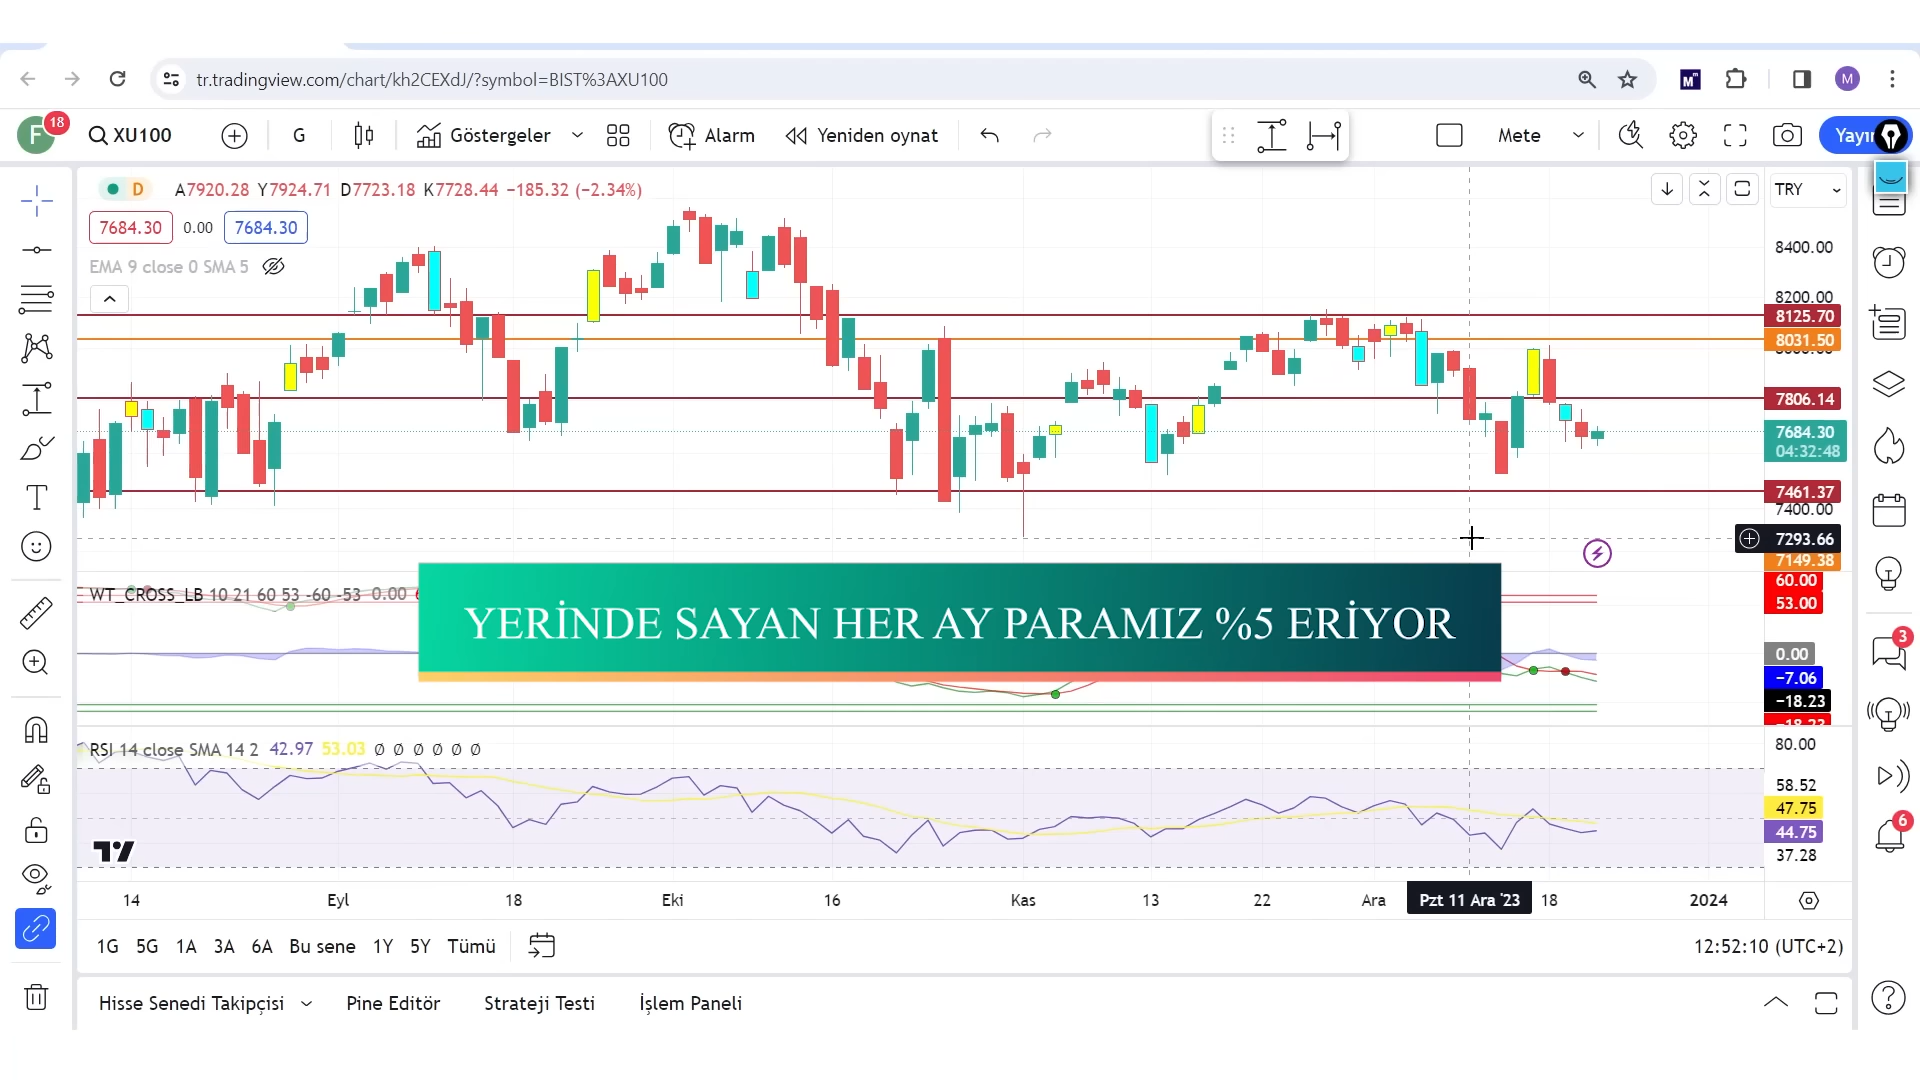 tr.tradingview.com/chart/kh2CEXdJ/?symbol=BIST%3AXU100
M
F 18 XU100 G Göstergeler Alarm Yeniden oynat Mete
D A7920.28 Y7924.71 D7723.18 K7728.44 −185.32 (−2.34%) TRY
7684.30 0.00 7684.30
EMA 9 close 0 SMA 5
8400.00
8200.00
8125.70
8031.50
7806.14
7684.30
04:32:48
7461.37
7400.00
7293.66
7149.38
WT_CROSS_LB 10 21 60 53 -60 -53 0.00
YERİNDE SAYAN HER AY PARAMIZ %5 ERİYOR
60.00
53.00
0.00
−7.06
−18.23
RSI 14 close SMA 14 2 42.97 53.03 Ø Ø Ø Ø Ø Ø
80.00
58.52
47.75
44.75
37.28
3
6
14 Eyl 18 Eki 16 Kas 13 22 Ara Pzt 11 Ara '23 18 2024
1G 5G 1A 3A 6A Bu sene 1Y 5Y Tümü 12:52:10 (UTC+2)
Hisse Senedi Takipçisi Pine Editör Strateji Testi İşlem Paneli